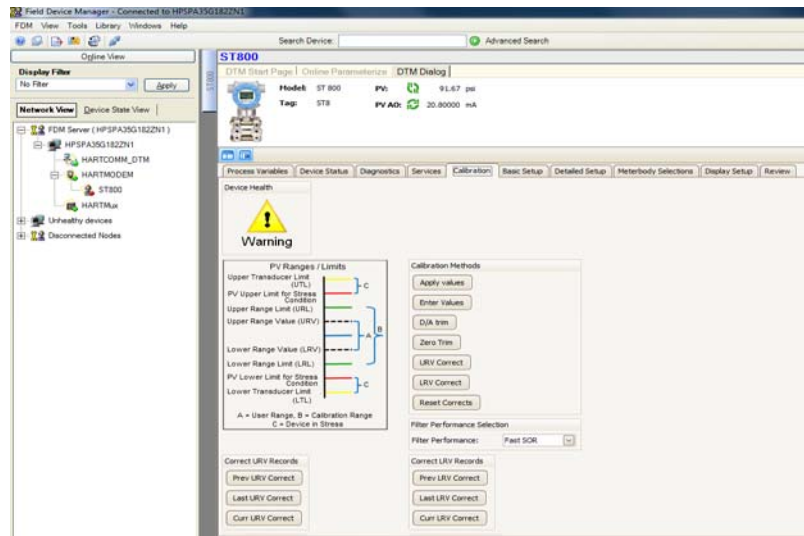 Field Device Manager - Connected to HPSPA35G1822N1
FDM View Tools Library Windows Help
Search Device: Advanced Search
Online View
Display Filter
No Filter Apply
Network View Device State View
FDM Server ( HPSPA35G182ZN1 )
HPSPA35G182ZN1
HARTCOMM_DTM
HARTMODEM
ST800
HARTMux
Unhealthy devices
Disconnected Nodes
ST800
ST800
DTM Start Page Online Parameterize DTM Dialog
Model: ST 800 PV: 91.67 psi
Tag: ST8 PV AO: 20.80000 mA
Process Variables Device Status Diagnostics Services Calibration Basic Setup Detailed Setup Meterbody Selections Display Setup Review
Device Health
Warning
PV Ranges / Limits
Upper Transducer Limit
(UTL)
PV Upper Limit for Stress
Condition
Upper Range Limit (URL)
Upper Range Value (URV)
Lower Range Value (LRV)
Lower Range Limit (LRL)
PV Lower Limit for Stress
Condition
Lower Transducer Limit
(LTL)
C
A
B
C
A = User Range, B = Calibration Range
C = Device in Stress
Calibration Methods
Apply values
Enter Values
D/A trim
Zero Trim
URV Correct
LRV Correct
Reset Corrects
Filter Performance Selection
Filter Performance: Fast SOR
Correct URV Records
Prev URV Correct
Last URV Correct
Curr URV Correct
Correct LRV Records
Prev LRV Correct
Last LRV Correct
Curr LRV Correct